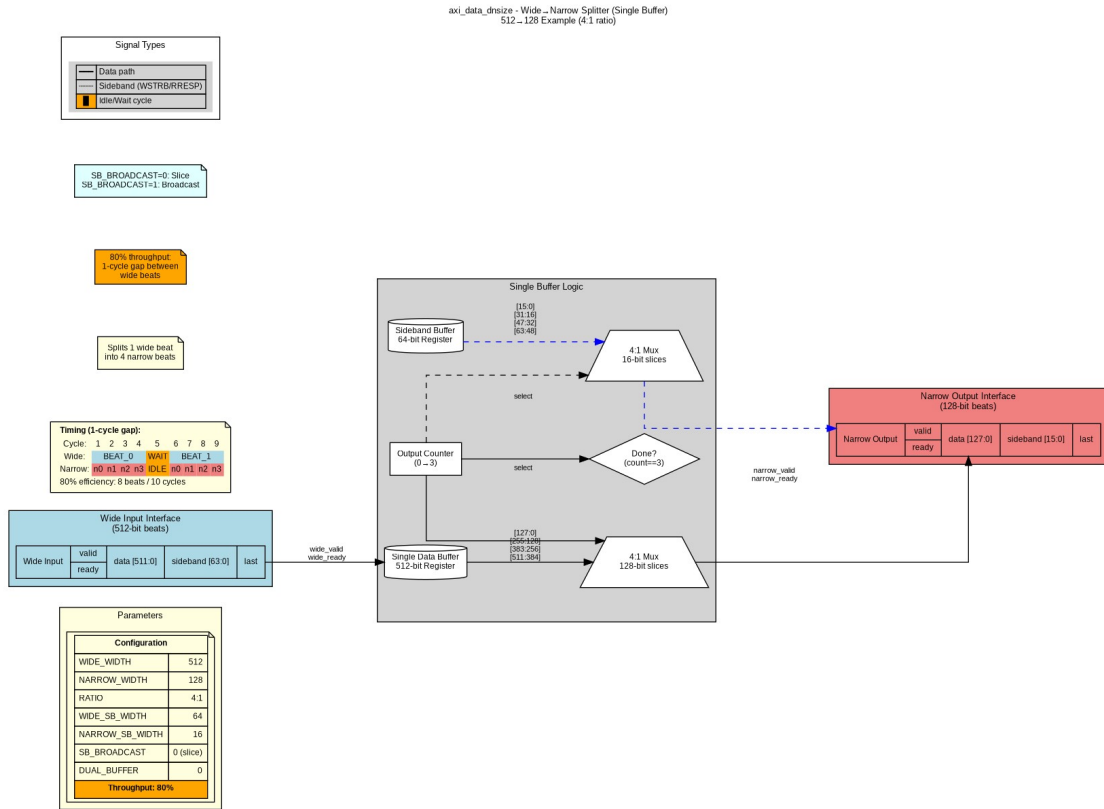 axi_data_dnsize - Wide→Narrow Splitter (Single Buffer)
512→128 Example (4:1 ratio)
Signal Types
Data path
Sideband (WSTRB/RRESP)
Idle/Wait cycle
SB_BROADCAST=0: Slice
SB_BROADCAST=1: Broadcast
80% throughput:
1-cycle gap between
wide beats
Splits 1 wide beat
into 4 narrow beats
Timing (1-cycle gap):
Cycle: 1 2 3 4 5 6 7 8 9
Wide: BEAT_0 WAIT BEAT_1
Narrow: n0 n1 n2 n3 IDLE n0 n1 n2 n3
80% efficiency: 8 beats / 10 cycles
Wide Input Interface
(512-bit beats)
Wide Input
valid
ready
data [511:0]
sideband [63:0]
last
wide_valid
wide_ready
Single Buffer Logic
Sideband Buffer
64-bit Register
[15:0]
[31:16]
[47:32]
[63:48]
4:1 Mux
16-bit slices
select
Output Counter
(0→3)
select
Done?
(count==3)
Single Data Buffer
512-bit Register
[127:0]
[255:128]
[383:256]
[511:384]
4:1 Mux
128-bit slices
narrow_valid
narrow_ready
Narrow Output Interface
(128-bit beats)
Narrow Output
valid
ready
data [127:0]
sideband [15:0]
last
Parameters
Configuration
WIDE_WIDTH 512
NARROW_WIDTH 128
RATIO 4:1
WIDE_SB_WIDTH 64
NARROW_SB_WIDTH 16
SB_BROADCAST 0 (slice)
DUAL_BUFFER 0
Throughput: 80%